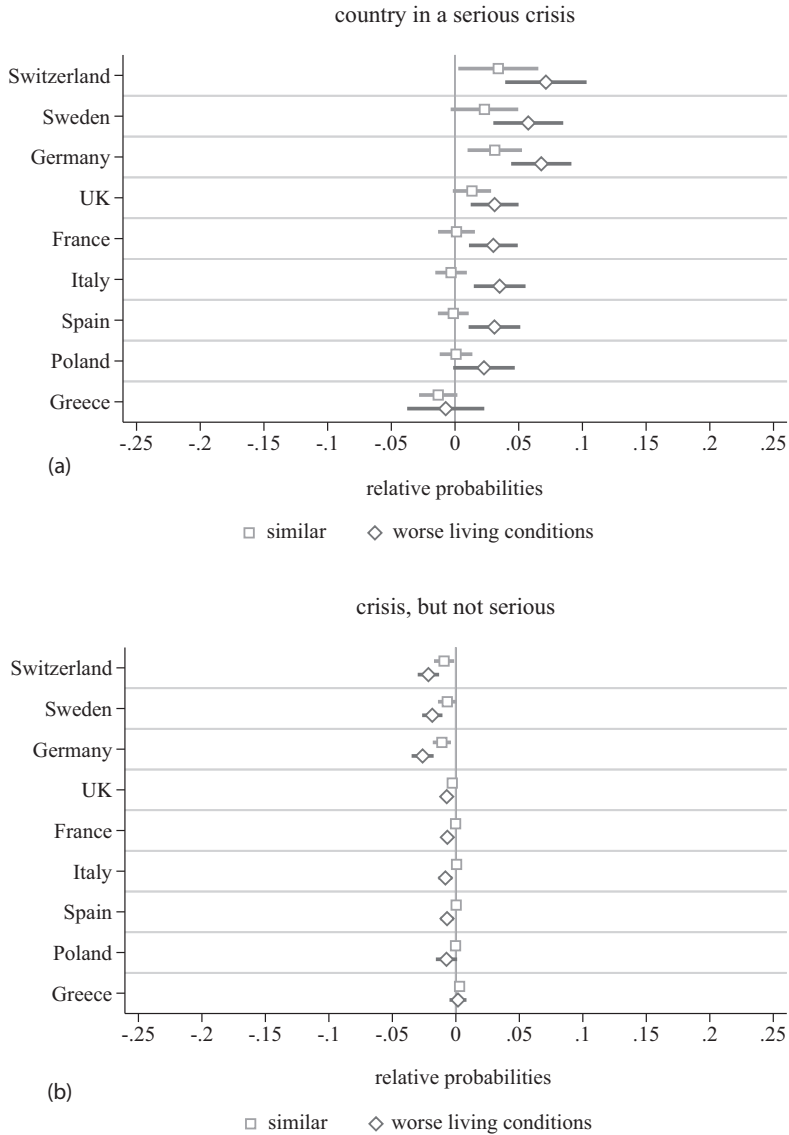 country in a serious crisis
Switzerland
Sweden
Germany
UK
France
Italy
Spain
Poland
Greece
-.25 -.2 -.15 -.1 -.05 0 .05 .1 .15 .2 .25
(a)
relative probabilities
similar worse living conditions
crisis, but not serious
Switzerland
Sweden
Germany
UK
France
Italy
Spain
Poland
Greece
-.25 -.2 -.15 -.1 -.05 0 .05 .1 .15 .2 .25
(b)
relative probabilities
similar worse living conditions